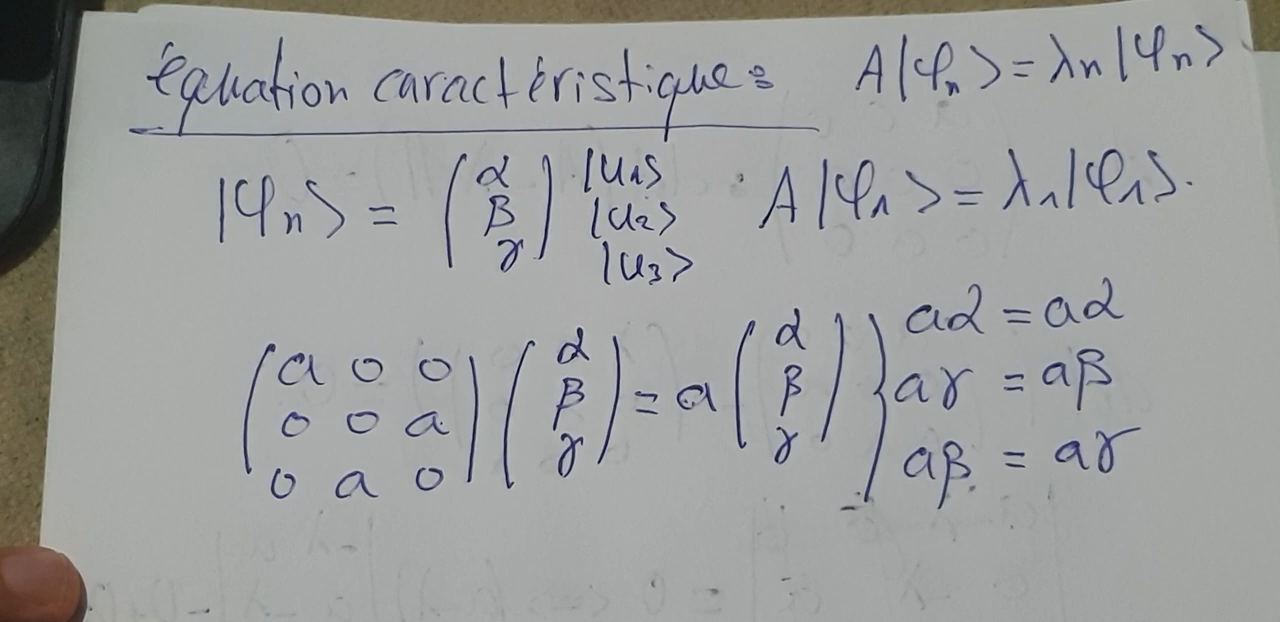 équation caractéristique : A|φn> = λn|φn>
|φn> = (α β γ) |u1> |u2> |u3> A|φ1> = λ1|φ1>.
(a 0 0
0 0 a
0 a 0) (α β γ) = a (α β γ) }
aα = aα
aγ = aβ
aβ = aγ